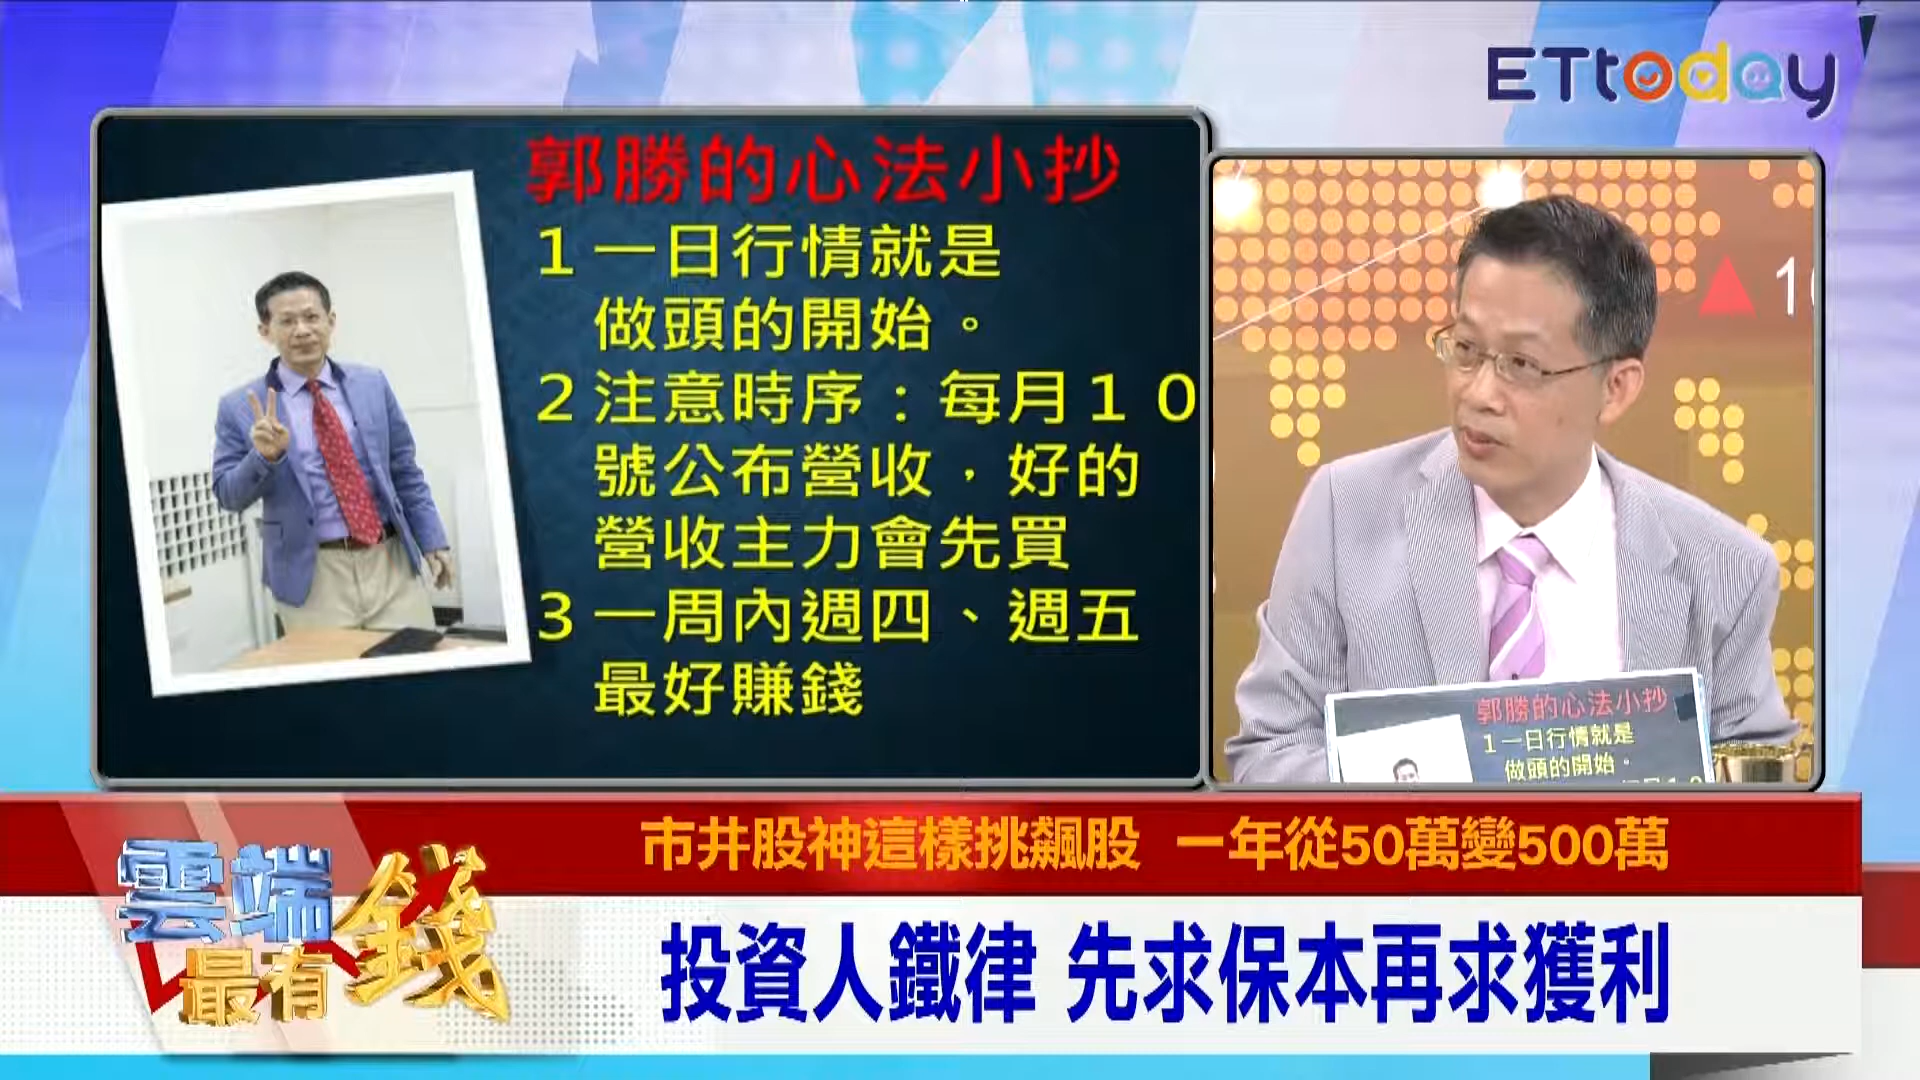 ETtoday
郭勝的心法小抄
1 一日行情就是
做頭的開始。
2 注意時序：每月10
號公布營收，好的
營收主力會先買
3 一周內週四、週五
最好賺錢
郭勝的心法小抄
1 一日行情就是
做頭的開始。
市井股神這樣挑飆股 一年從50萬變500萬
投資人鐵律 先求保本再求獲利
雲端
最有錢